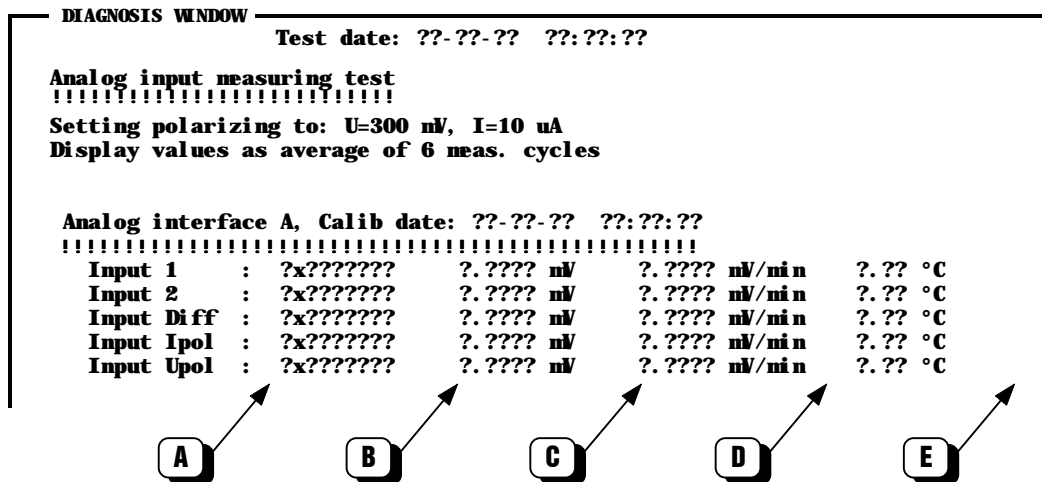 DIAGNOSIS WINDOW
Test date: ??-??-?? ??:??:??
Analog input measuring test
!!!!!!!!!!!!!!!!!!!!!!!!!!!
Setting polarizing to: U=300 mV, I=10 uA
Display values as average of 6 meas. cycles
Analog interface A, Calib date: ??-??-?? ??:??:??
!!!!!!!!!!!!!!!!!!!!!!!!!!!!!!!!!!!!!!!!!!!!!!!!!!
Input 1 : ?x??????? ?.???? mV ?.???? mV/min ?.?? °C
Input 2 : ?x??????? ?.???? mV ?.???? mV/min ?.?? °C
Input Diff : ?x??????? ?.???? mV ?.???? mV/min ?.?? °C
Input Ipol : ?x??????? ?.???? mV ?.???? mV/min ?.?? °C
Input Upol : ?x??????? ?.???? mV ?.???? mV/min ?.?? °C
A B C D E